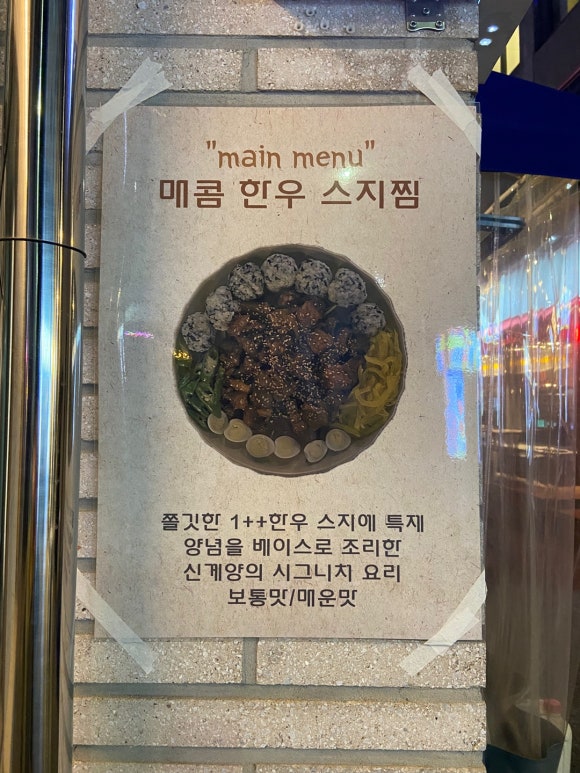 "main menu"
매콤 한우 스지찜
쫄깃한 1++한우 스지에 특제
양념을 베이스로 조리한
신계양의 시그니처 요리
보통맛/매운맛